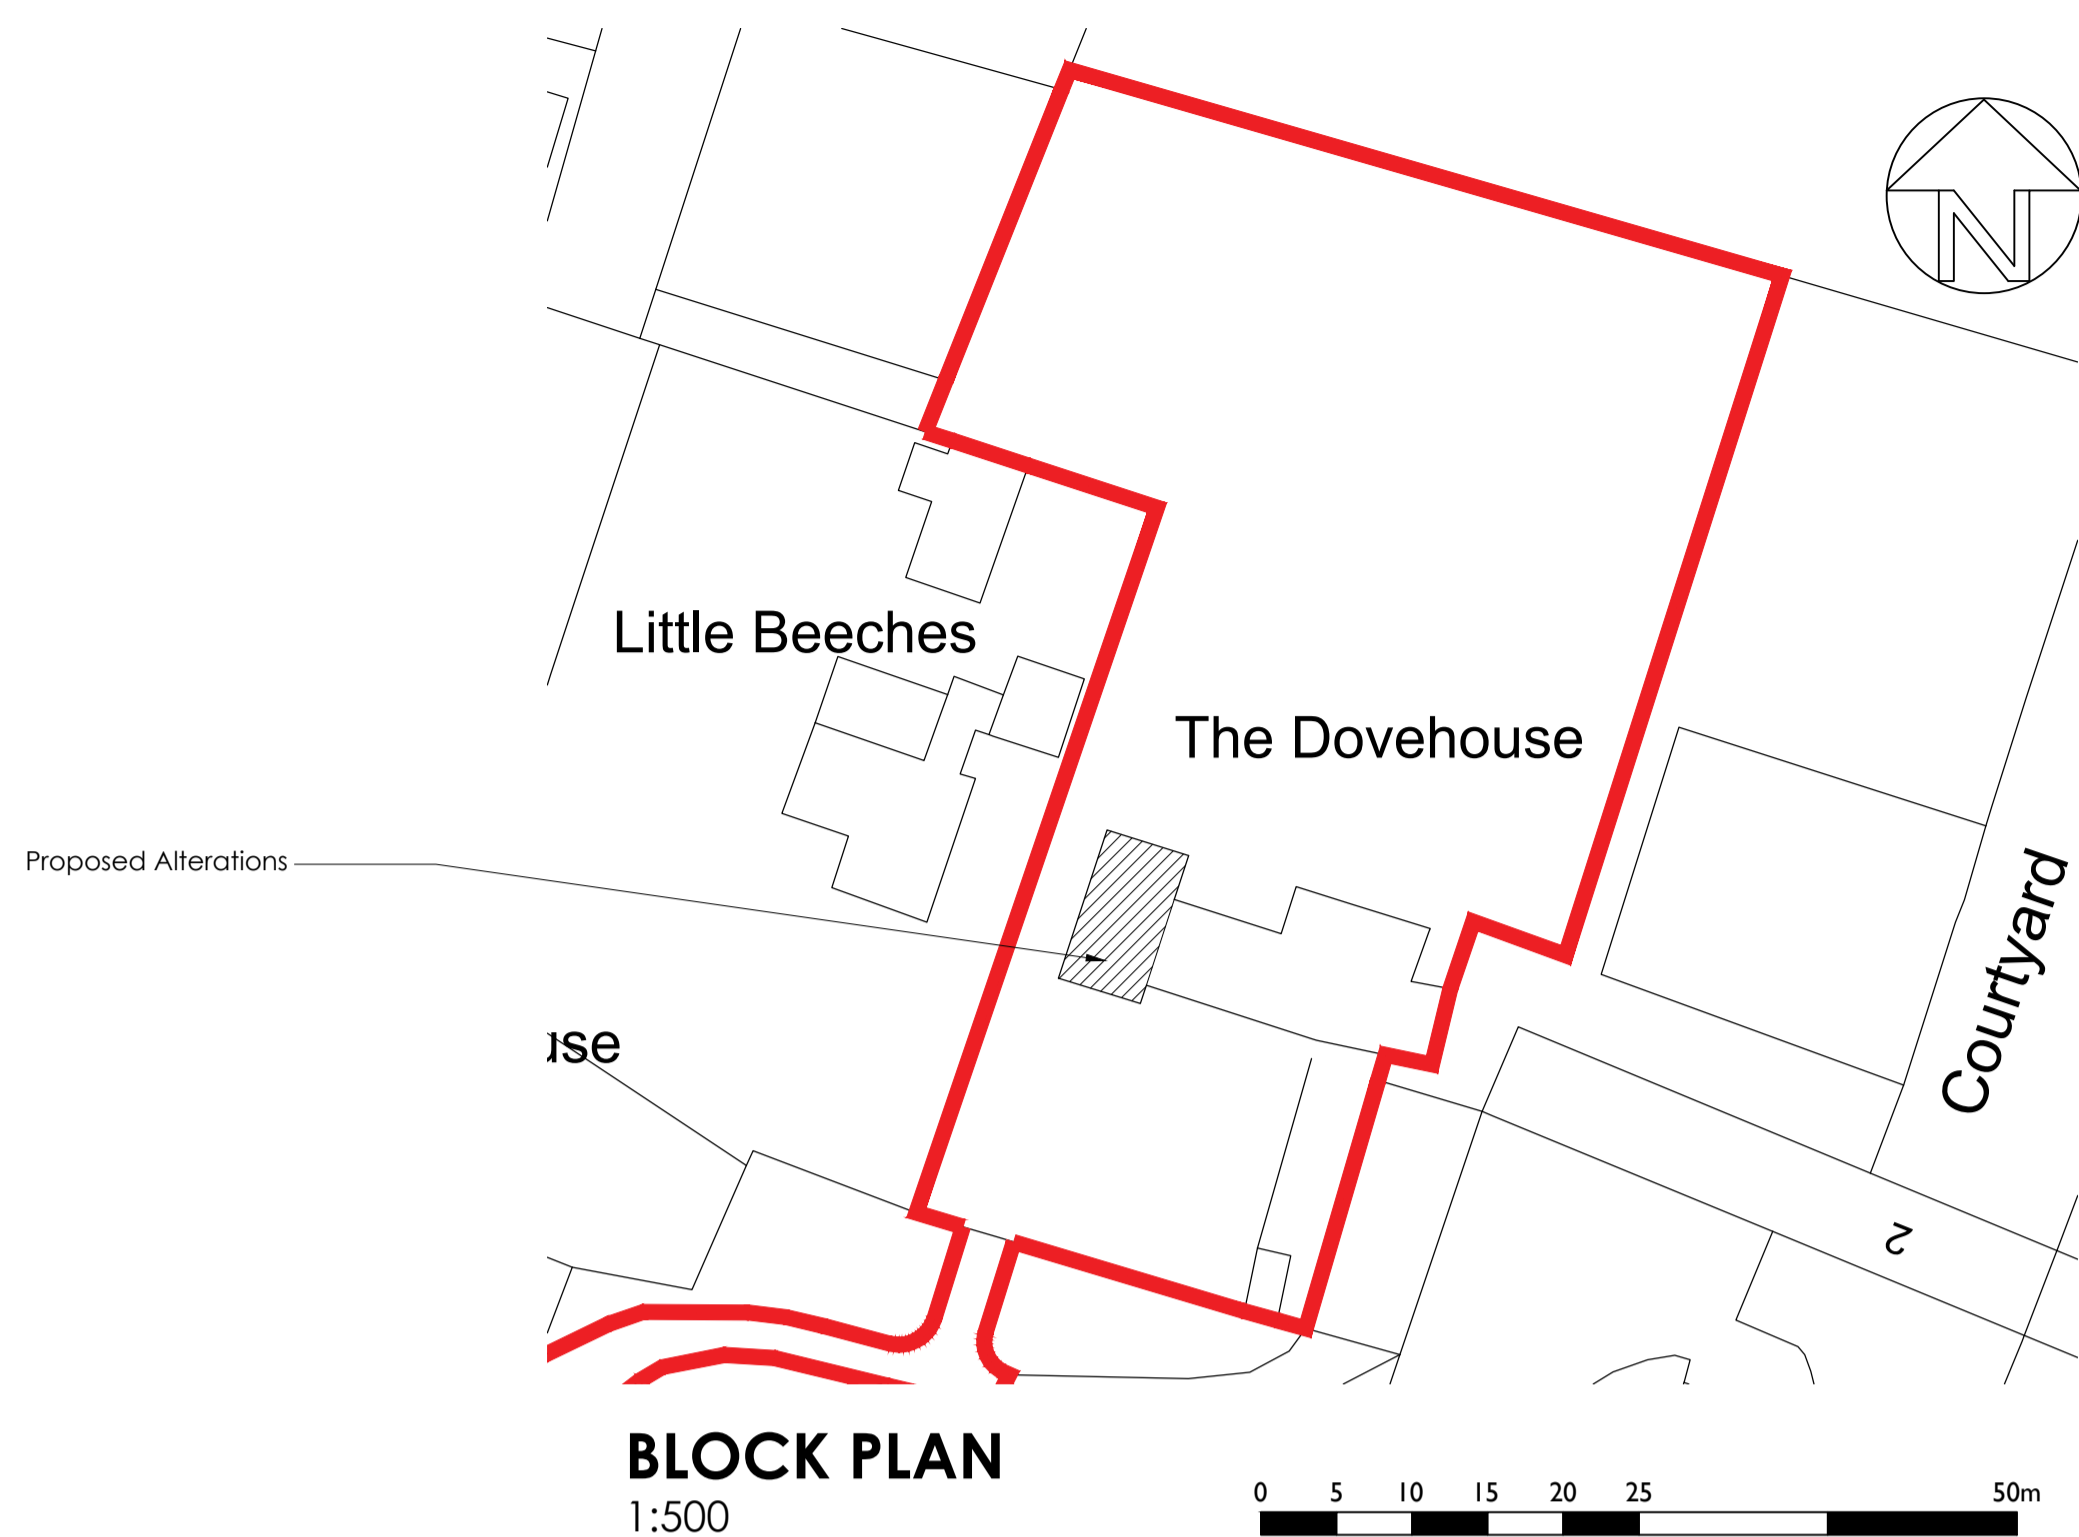 N
Little Beeches
The Dovehouse
Proposed Alterations
Courtyard
2
BLOCK PLAN
1:500
0 5 10 15 20 25 50m